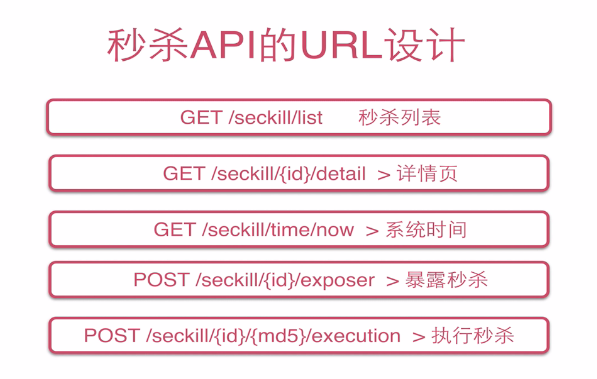 秒杀API的URL设计
GET /seckill/list 秒杀列表
GET /seckill/{id}/detail > 详情页
GET /seckill/time/now > 系统时间
POST /seckill/{id}/exposer > 暴露秒杀
POST /seckill/{id}/{md5}/execution > 执行秒杀